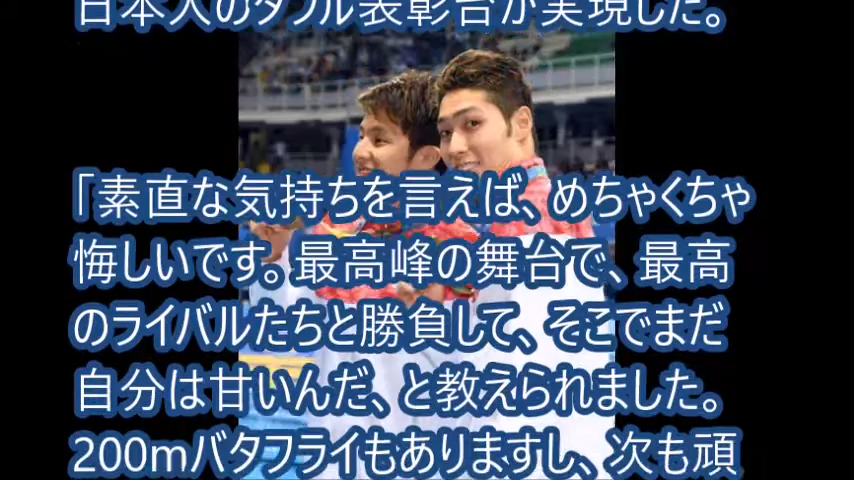 日本人のダブル表彰台が実現した。
「素直な気持ちを言えば、めちゃくちゃ
悔しいです。最高峰の舞台で、最高
のライバルたちと勝負して、そこでまだ
自分は甘いんだ、と教えられました。
200mバタフライもありますし、次も頑